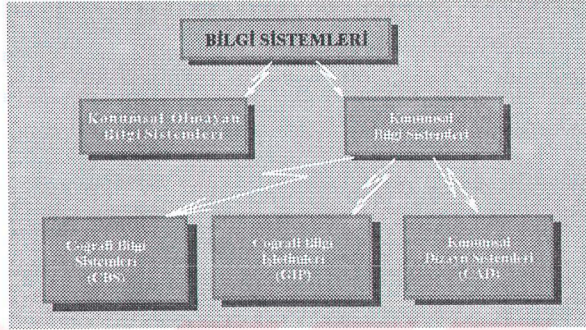 BİLGİ SİSTEMLERİ
Konumsal Olmayan
Bilgi Sistemleri
Konumsal
Bilgi Sistemleri
Coğrafi Bilgi
Sistemleri
(CBS)
Coğrafi Bilgi
İşletimleri
(GIP)
Konumsal
Dizayn Sistemleri
(CAD)